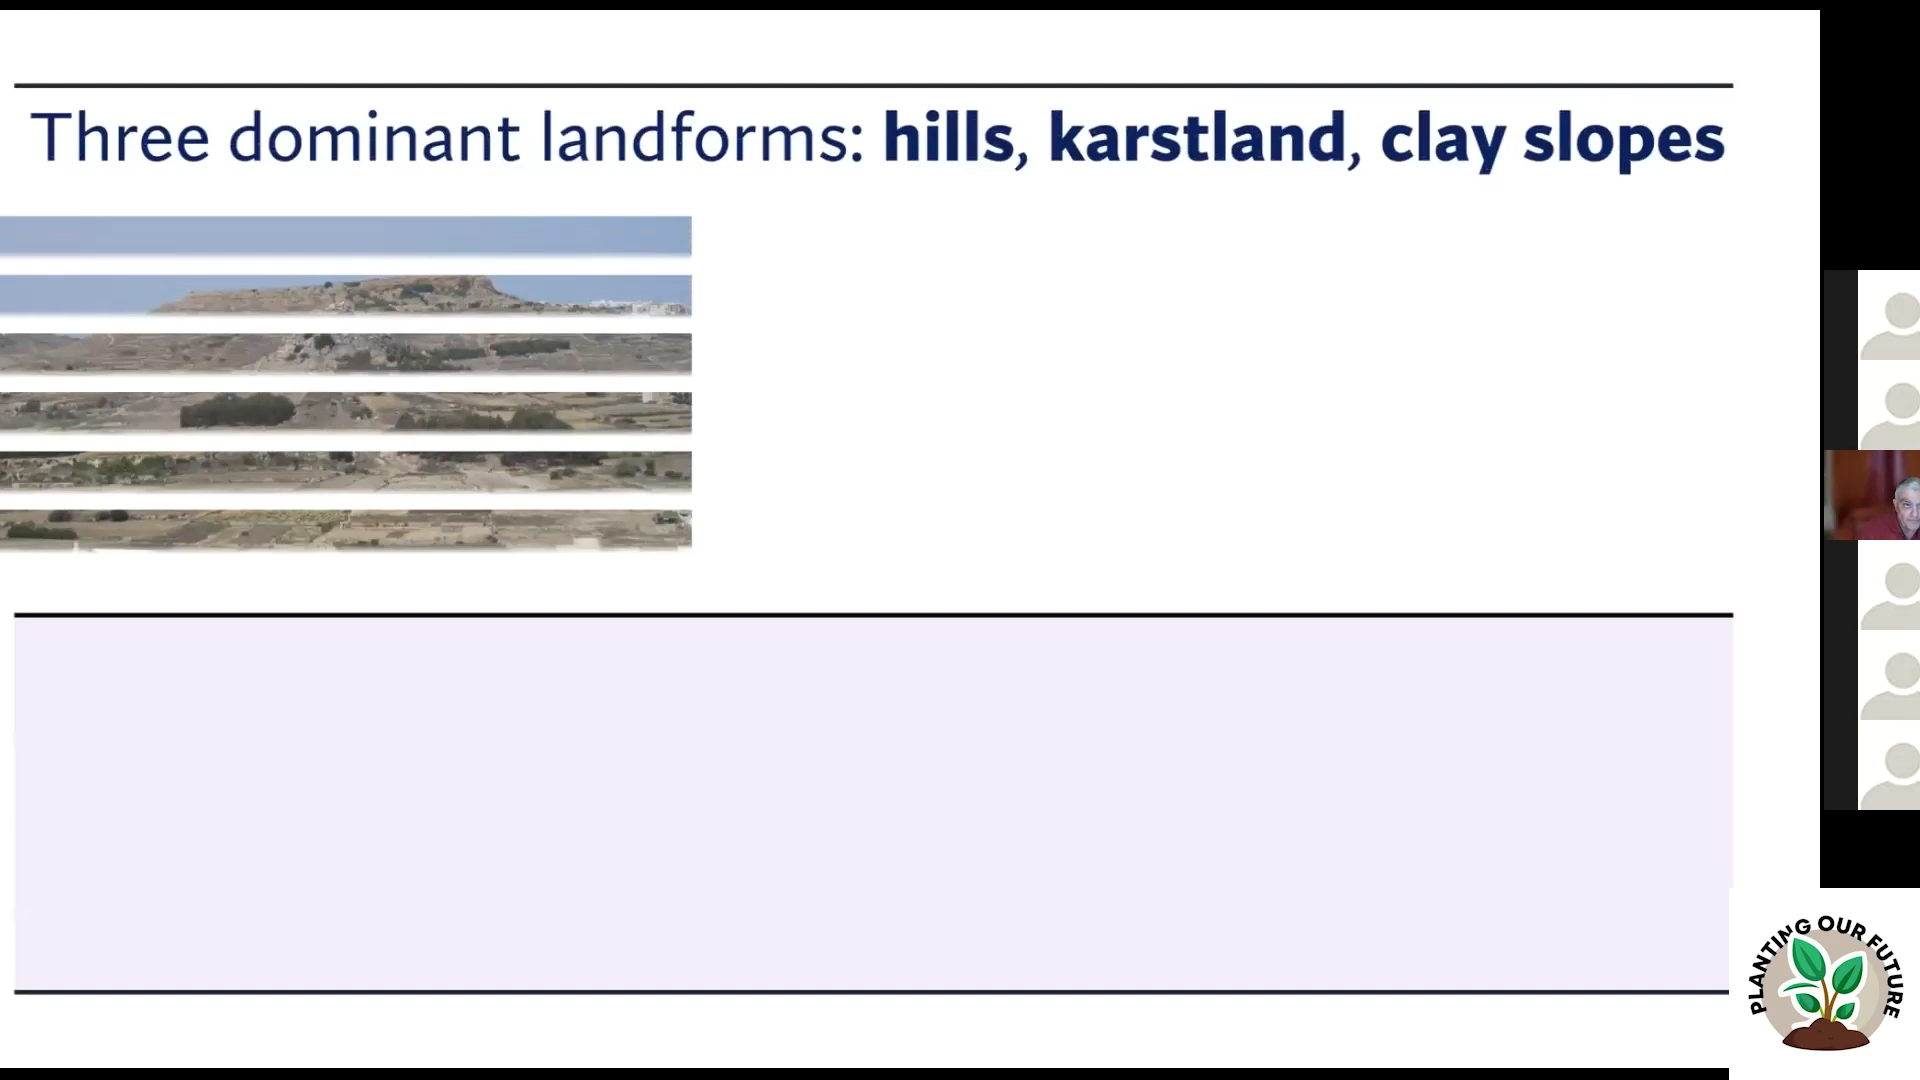 Three dominant landforms: hills, karstland, clay slopes
PLANTING OUR FUTURE